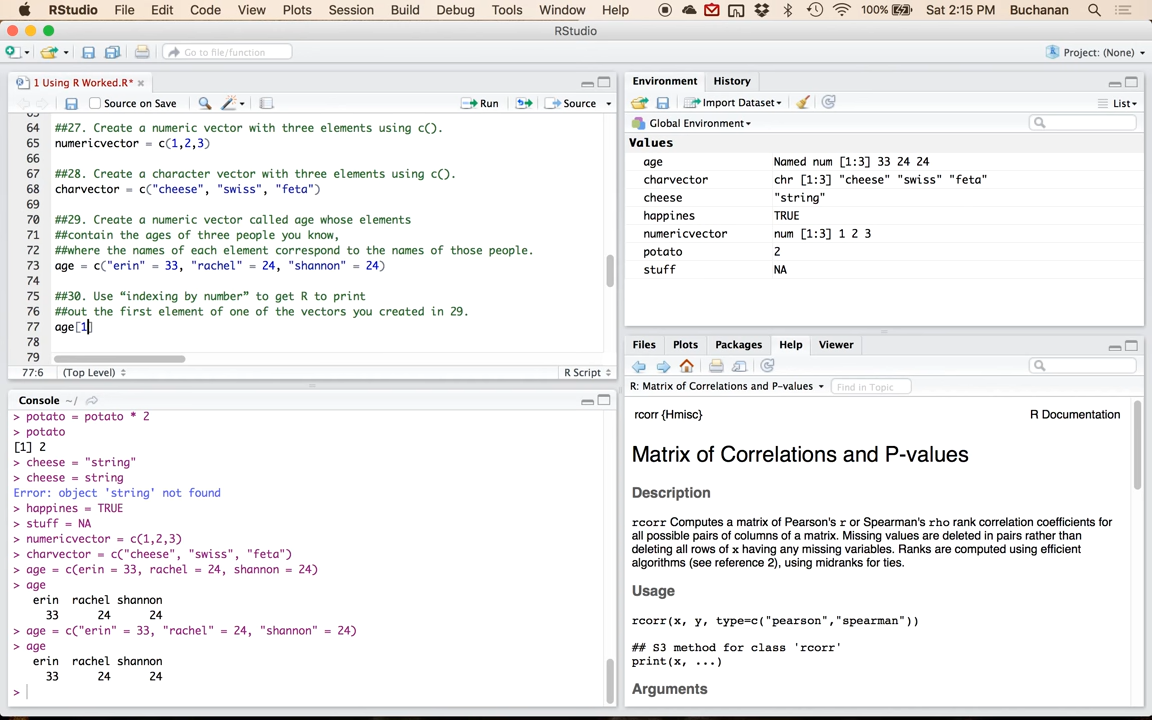 RStudio File Edit Code View Plots Session Build Debug Tools Window Help 100% Sat 2:15 PM Buchanan
RStudio
Go to file/function Project: (None)
1 Using R Worked.R*
Source on Save Run Source
64 ##27. Create a numeric vector with three elements using c().
65 numericvector = c(1,2,3)
66
67 ##28. Create a character vector with three elements using c().
68 charvector = c("cheese", "swiss", "feta")
69
70 ##29. Create a numeric vector called age whose elements
71 ##contain the ages of three people you know,
72 ##where the names of each element correspond to the names of those people.
73 age = c("erin" = 33, "rachel" = 24, "shannon" = 24)
74
75 ##30. Use “indexing by number” to get R to print
76 ##out the first element of one of the vectors you created in 29.
77 age[1]
78
79
77:6 (Top Level) R Script
Console ~/
> potato = potato * 2
> potato
[1] 2
> cheese = "string"
> cheese = string
Error: object 'string' not found
> happines = TRUE
> stuff = NA
> numericvector = c(1,2,3)
> charvector = c("cheese", "swiss", "feta")
> age = c(erin = 33, rachel = 24, shannon = 24)
> age
erin rachel shannon
33 24 24
> age = c("erin" = 33, "rachel" = 24, "shannon" = 24)
> age
erin rachel shannon
33 24 24
>
Environment History
Import Dataset List
Global Environment
Values
age Named num [1:3] 33 24 24
charvector chr [1:3] "cheese" "swiss" "feta"
cheese "string"
happines TRUE
numericvector num [1:3] 1 2 3
potato 2
stuff NA
Files Plots Packages Help Viewer
R: Matrix of Correlations and P-values Find in Topic
rcorr {Hmisc} R Documentation
Matrix of Correlations and P-values
Description
rcorr Computes a matrix of Pearson's r or Spearman's rho rank correlation coefficients for
all possible pairs of columns of a matrix. Missing values are deleted in pairs rather than
deleting all rows of x having any missing variables. Ranks are computed using efficient
algorithms (see reference 2), using midranks for ties.
Usage
rcorr(x, y, type=c("pearson","spearman"))
## S3 method for class 'rcorr'
print(x, ...)
Arguments